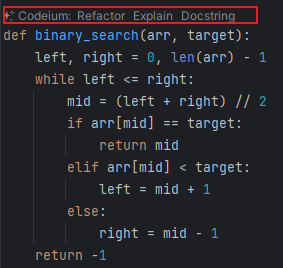 Codeium: Refactor Explain Docstring
def binary_search(arr, target):
    left, right = 0, len(arr) - 1
    while left <= right:
        mid = (left + right) // 2
        if arr[mid] == target:
            return mid
        elif arr[mid] < target:
            left = mid + 1
        else:
            right = mid - 1
    return -1